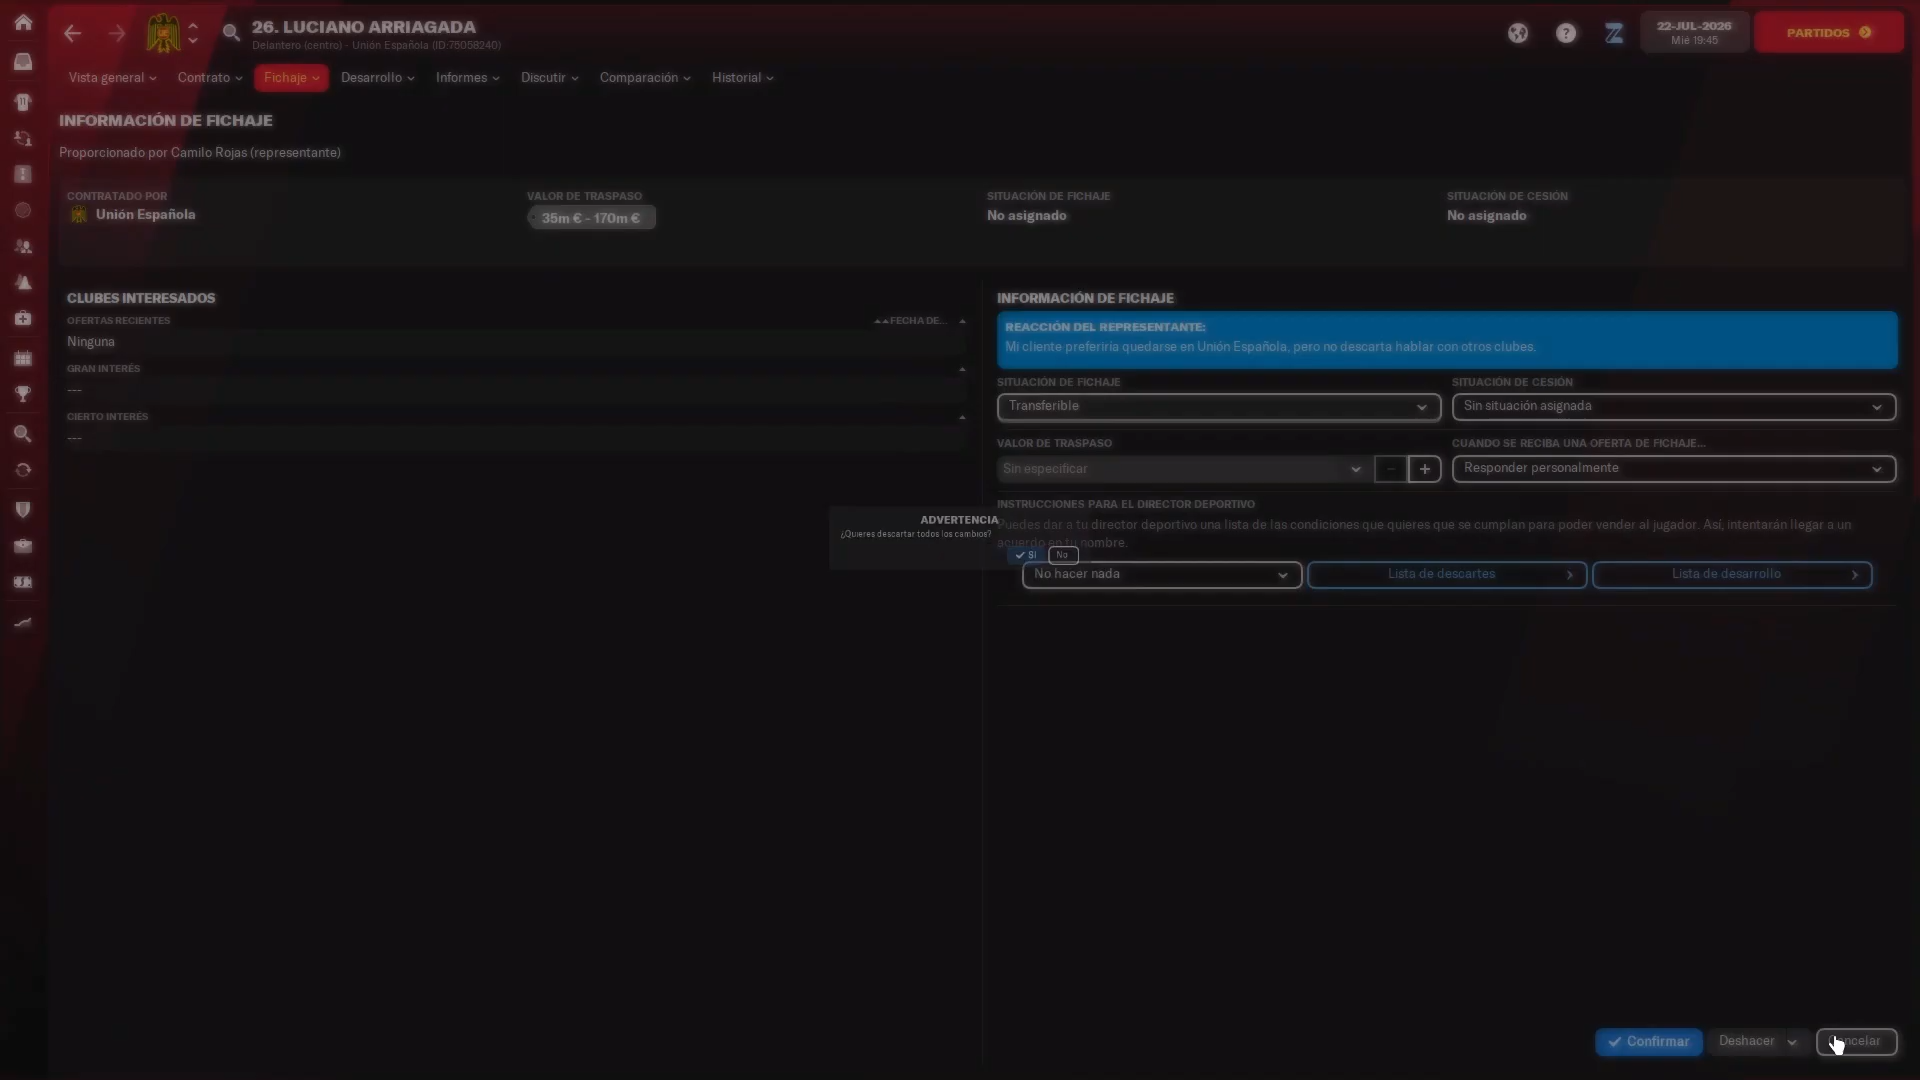 26. LUCIANO ARRIAGADA
Delantero (centro) - Unión Española (ID:76058240)
22-JUL-2026
Mié 19:45
PARTIDOS
Vista general
Contrato
Fichaje
Desarrollo
Informes
Discutir
Comparación
Historial
INFORMACIÓN DE FICHAJE
Proporcionado por Camilo Rojas (representante)
CONTRATADO POR
Unión Española
VALOR DE TRASPASO
35m € - 170m €
SITUACIÓN DE FICHAJE
No asignado
SITUACIÓN DE CESIÓN
No asignado
CLUBES INTERESADOS
OFERTAS RECIENTES
FECHA DE...
Ninguna
GRAN INTERÉS
---
CIERTO INTERÉS
---
INFORMACIÓN DE FICHAJE
REACCIÓN DEL REPRESENTANTE:
Mi cliente preferiría quedarse en Unión Española, pero no descarta hablar con otros clubes.
SITUACIÓN DE FICHAJE
SITUACIÓN DE CESIÓN
Transferible
Sin situación asignada
VALOR DE TRASPASO
CUANDO SE RECIBA UNA OFERTA DE FICHAJE...
Sin especificar
Responder personalmente
INSTRUCCIONES PARA EL DIRECTOR DEPORTIVO
Puedes dar a tu director deportivo una lista de las condiciones que quieres que se cumplan para poder vender al jugador. Así, intentarán llegar a un
acuerdo en tu nombre.
ADVERTENCIA
¿Quieres descartar todos los cambios?
Sí
No
No hacer nada
Lista de descartes
Lista de desarrollo
Confirmar
Deshacer
Cancelar